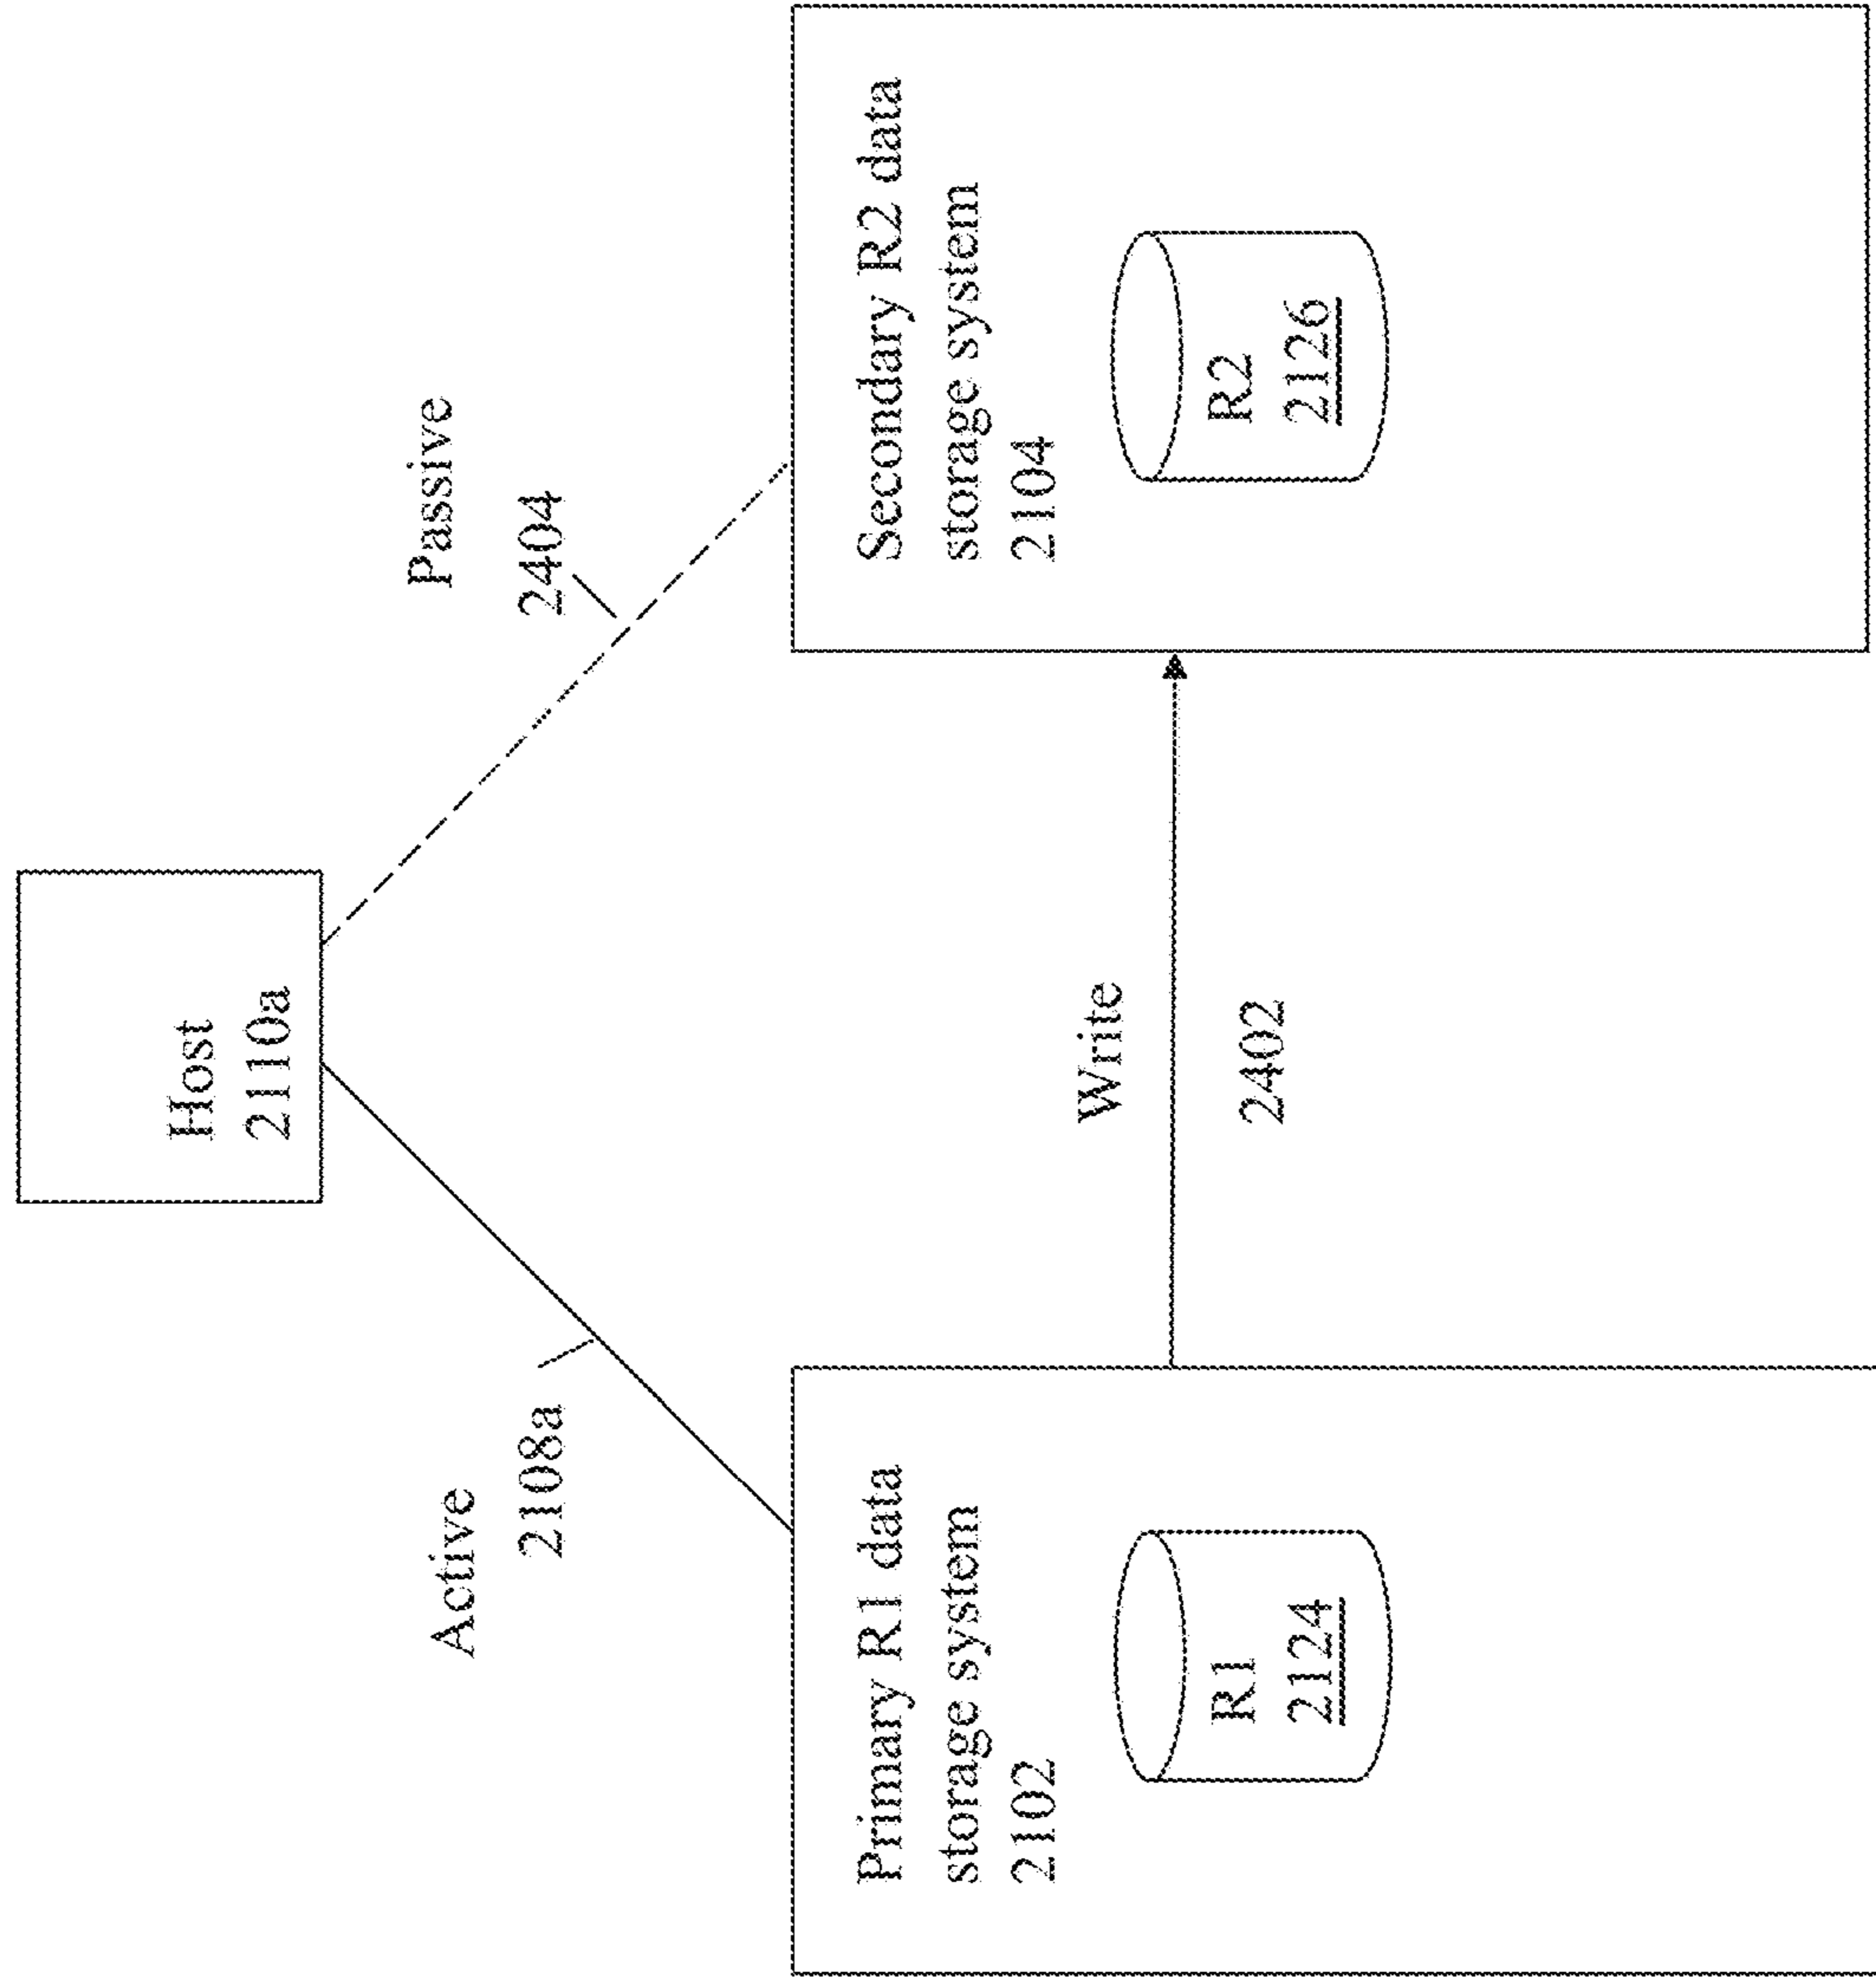 Host
2110a
Active
2108a
Passive
2404
Primary R1 data
storage system
2102
R1
2124
Write
2402
Secondary R2 data
storage system
2104
R2
2126